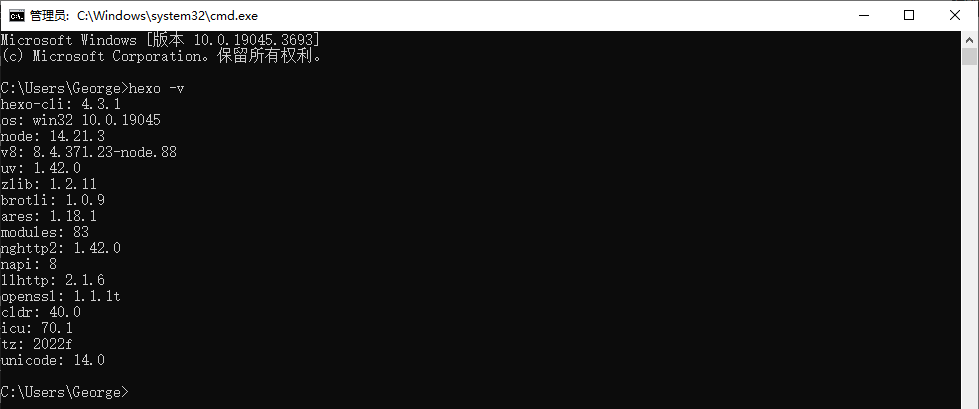 管理员: C:\Windows\system32\cmd.exe
Microsoft Windows [版本 10.0.19045.3693]
(c) Microsoft Corporation。保留所有权利。
C:\Users\George>hexo -v
hexo-cli: 4.3.1
os: win32 10.0.19045
node: 14.21.3
v8: 8.4.371.23-node.88
uv: 1.42.0
zlib: 1.2.11
brotli: 1.0.9
ares: 1.18.1
modules: 83
nghttp2: 1.42.0
napi: 8
llhttp: 2.1.6
openssl: 1.1.1t
cldr: 40.0
icu: 70.1
tz: 2022f
unicode: 14.0
C:\Users\George>